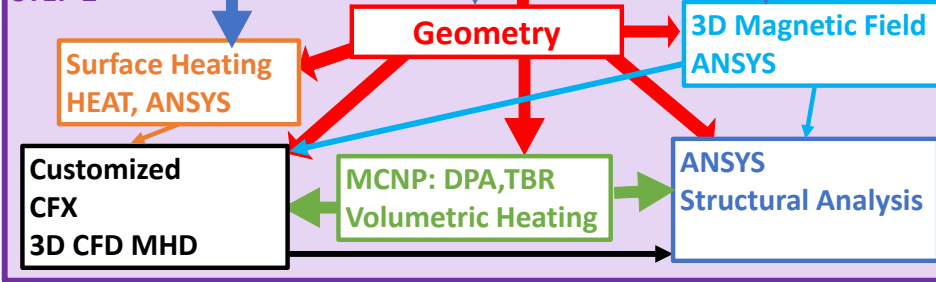 Geometry
3D Magnetic Field
ANSYS
Surface Heating
HEAT, ANSYS
Customized
CFX
3D CFD MHD
MCNP: DPA,TBR
Volumetric Heating
ANSYS
Structural Analysis